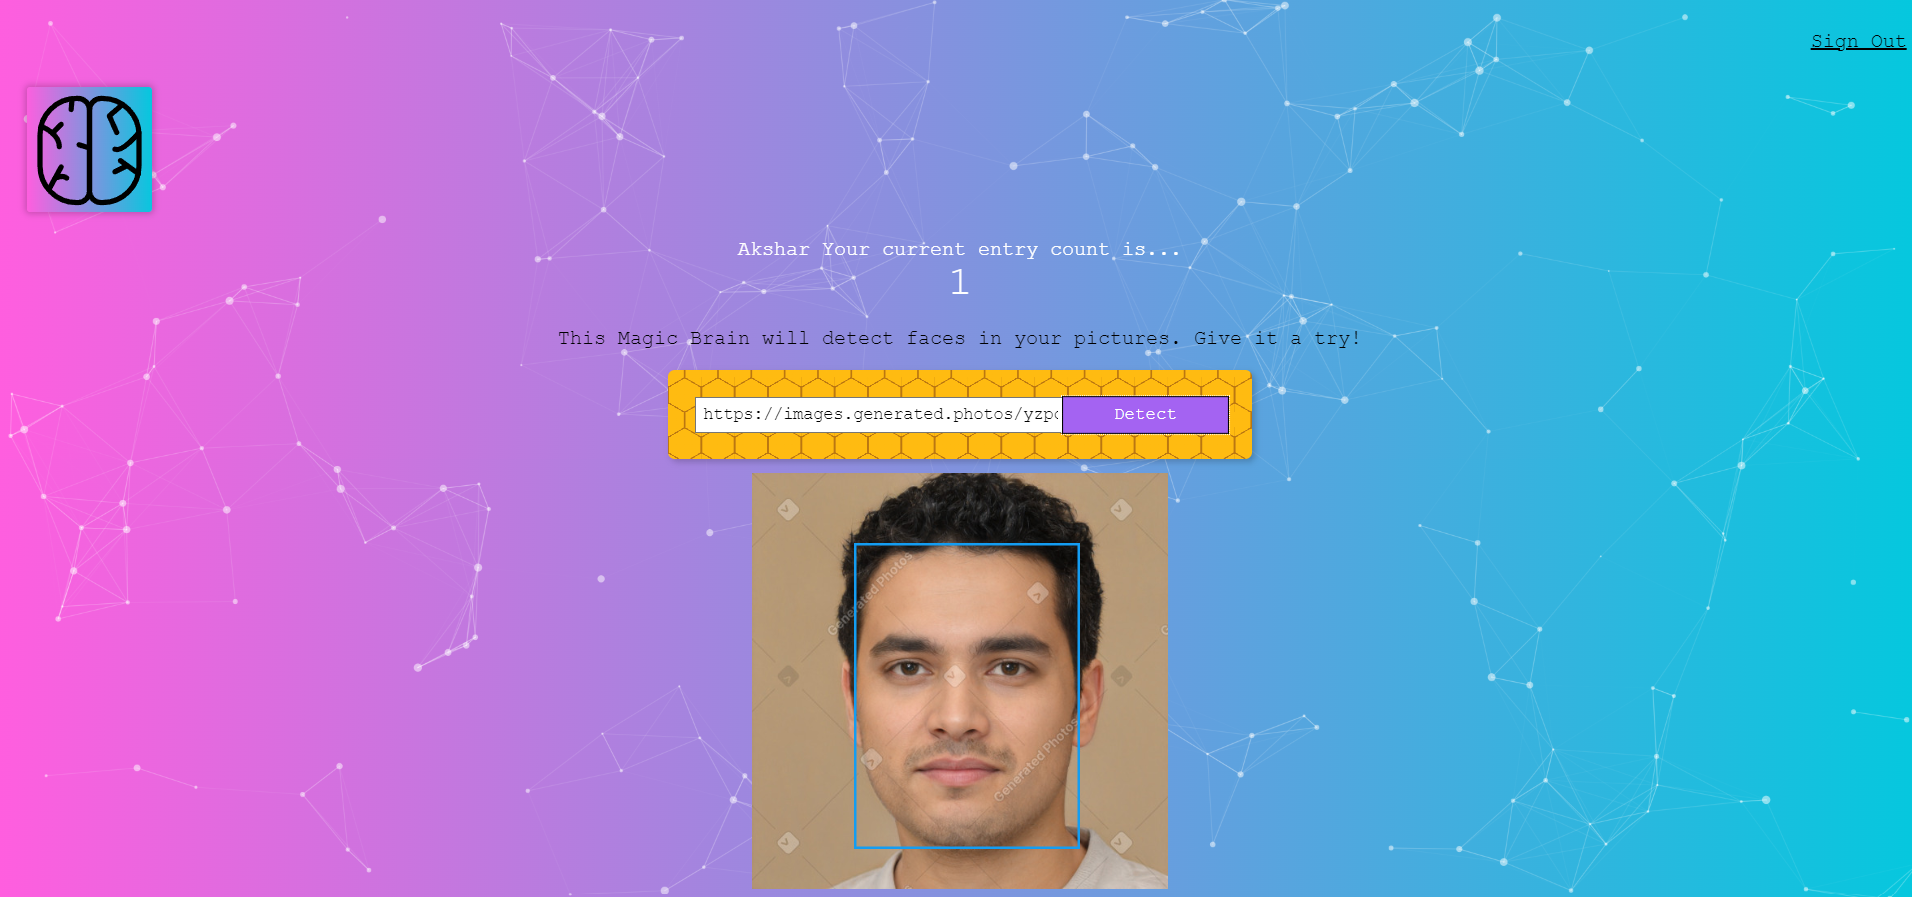 Sign Out
Akshar Your current entry count is...
1
This Magic Brain will detect faces in your pictures. Give it a try!
https://images.generated.photos/yzpc
Detect
Generated Photos
Generated Photos